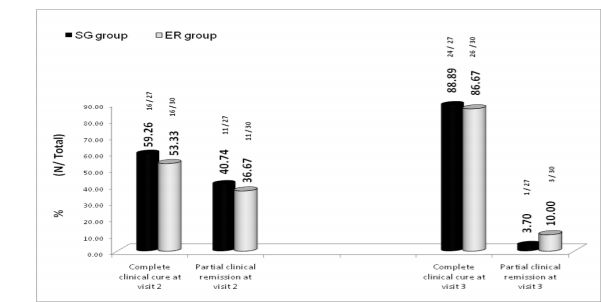 SG group ER group
24 / 27 26 / 30
88.89 86.67
16 / 27 16 / 30
59.26 53.33
11 / 27 11 / 30
40.74 36.67
1 / 27 3 / 30
3.70 10.00
% (N/ Total)
90.00
80.00
70.00
60.00
50.00
40.00
30.00
20.00
10.00
0.00
Complete Partial clinical Complete Partial clinical
clinical cure at remission at clinical cure at remission at
visit 2 visit 2 visit 3 visit 3